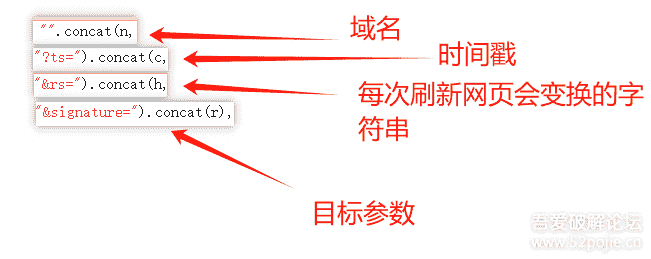 "".concat(n,
域名
"?ts=").concat(c,
时间戳
"&rs=").concat(h,
每次刷新网页会变换的字
符串
"&signature=").concat(r),
目标参数
吾爱破解论坛
www.52pojie.cn